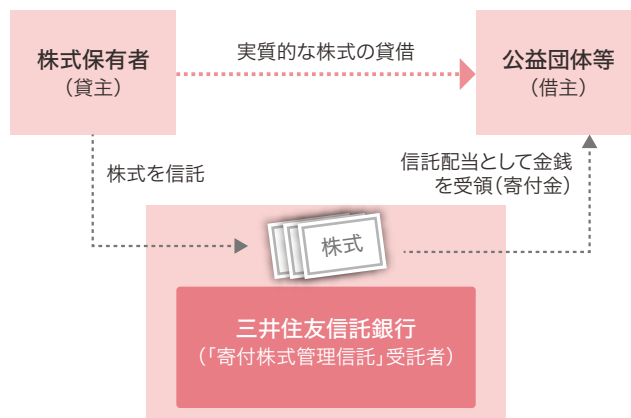 株式保有者
（貸主）
実質的な株式の貸借
公益団体等
（借主）
株式を信託
信託配当として金銭
を受領（寄付金）
株式
三井住友信託銀行
（「寄付株式管理信託」受託者）